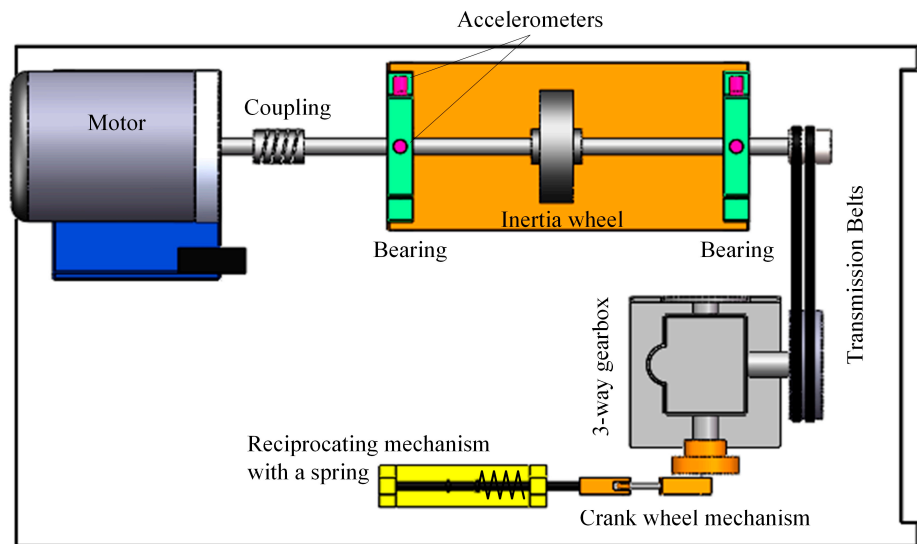 Accelerometers
Motor
Coupling
Inertia wheel
Bearing
Bearing
Transmission Belts
3-way gearbox
Reciprocating mechanism
with a spring
Crank wheel mechanism